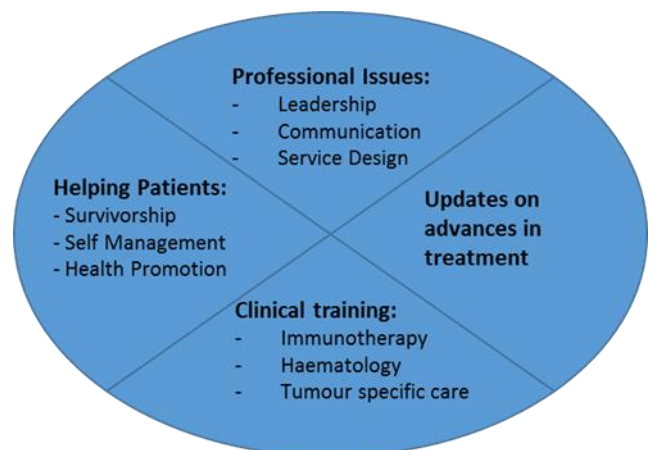 Professional Issues:
- Leadership
- Communication
- Service Design
Helping Patients:
- Survivorship
- Self Management
- Health Promotion
Updates on
advances in
treatment
Clinical training:
- Immunotherapy
- Haematology
- Tumour specific care